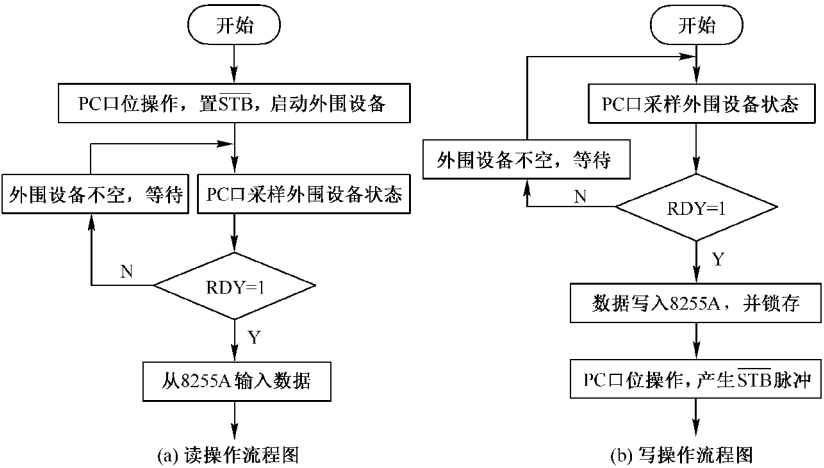 开始
PC口位操作，置STB，启动外围设备
外围设备不空，等待
PC口采样外围设备状态
N
RDY=1
Y
从8255A输入数据
(a) 读操作流程图
开始
PC口采样外围设备状态
外围设备不空，等待
N
RDY=1
Y
数据写入8255A，并锁存
PC口位操作，产生STB脉冲
(b) 写操作流程图